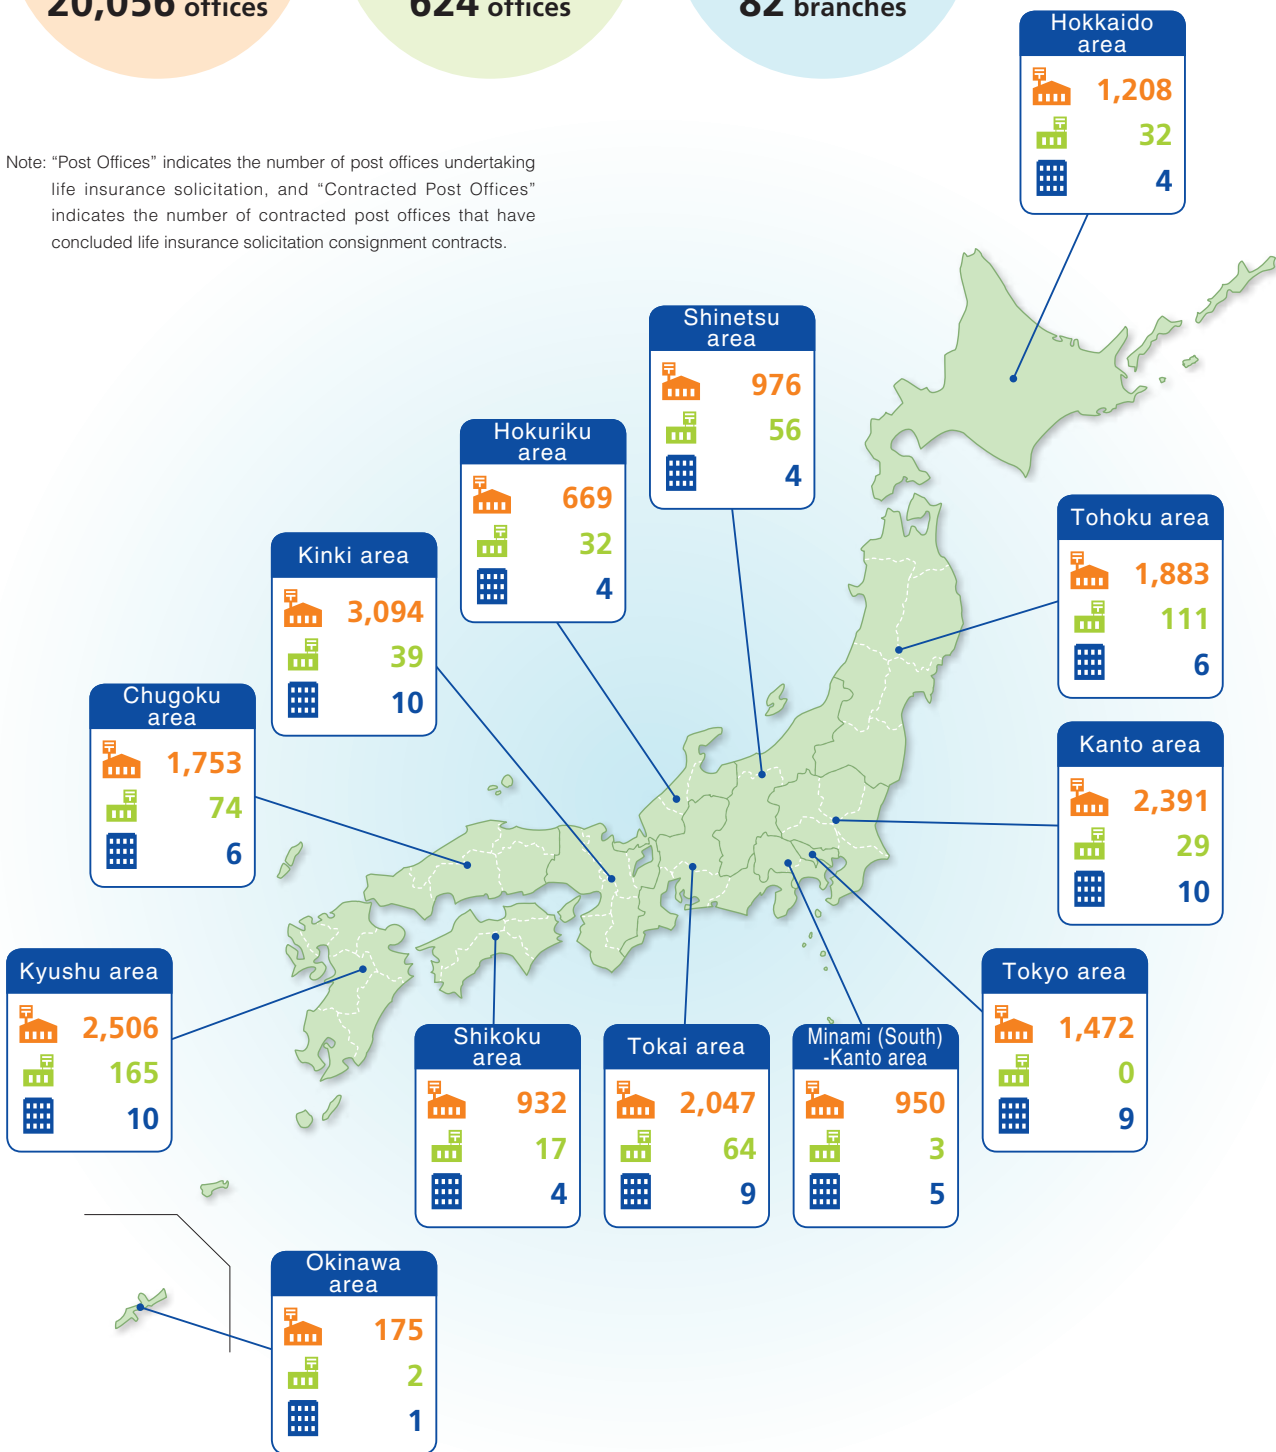 20,056 offices
624 offices
82 branches
Note: “Post Offices” indicates the number of post offices undertaking
life insurance solicitation, and “Contracted Post Offices”
indicates the number of contracted post offices that have
concluded life insurance solicitation consignment contracts.
Hokkaido
area
1,208
32
4
Shinetsu
area
976
56
4
Hokuriku
area
669
32
4
Tohoku area
1,883
111
6
Kinki area
3,094
39
10
Chugoku
area
1,753
74
6
Kanto area
2,391
29
10
Kyushu area
2,506
165
10
Tokyo area
1,472
0
9
Shikoku
area
932
17
4
Tokai area
2,047
64
9
Minami (South)
-Kanto area
950
3
5
Okinawa
area
175
2
1